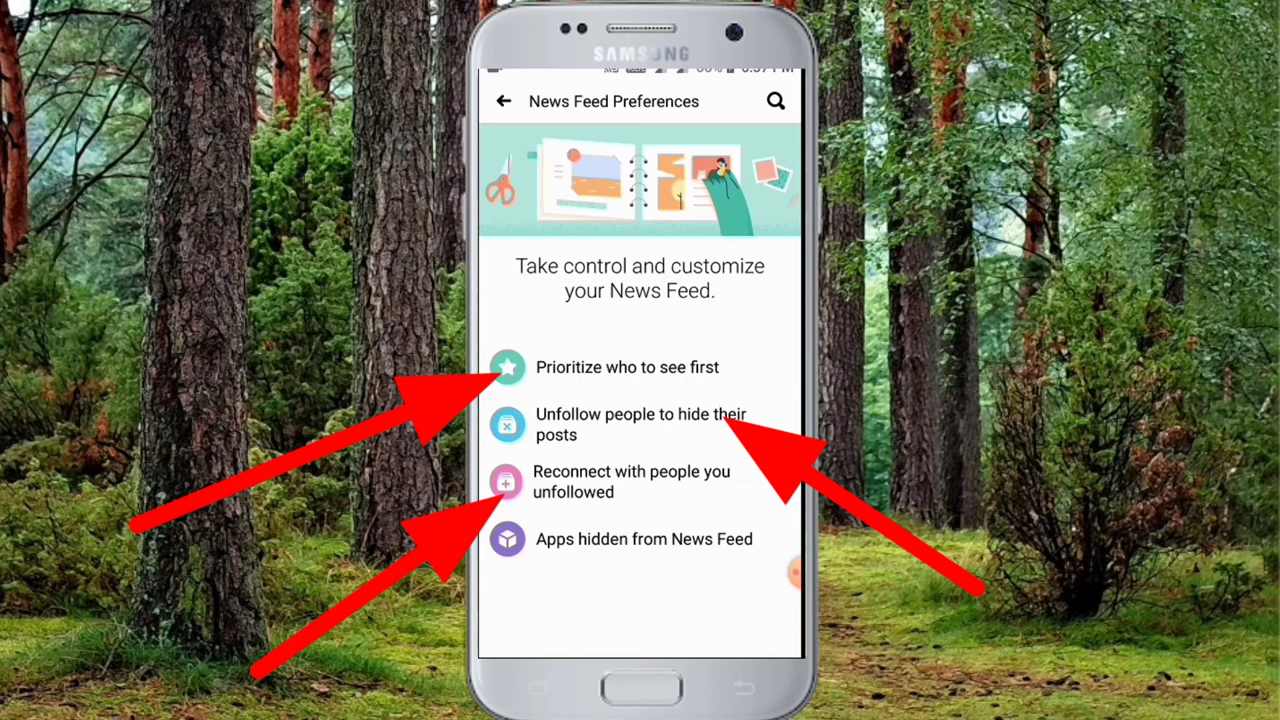 SAMSUNG
News Feed Preferences
Take control and customize
your News Feed.
Prioritize who to see first
Unfollow people to hide their
posts
Reconnect with people you
unfollowed
Apps hidden from News Feed